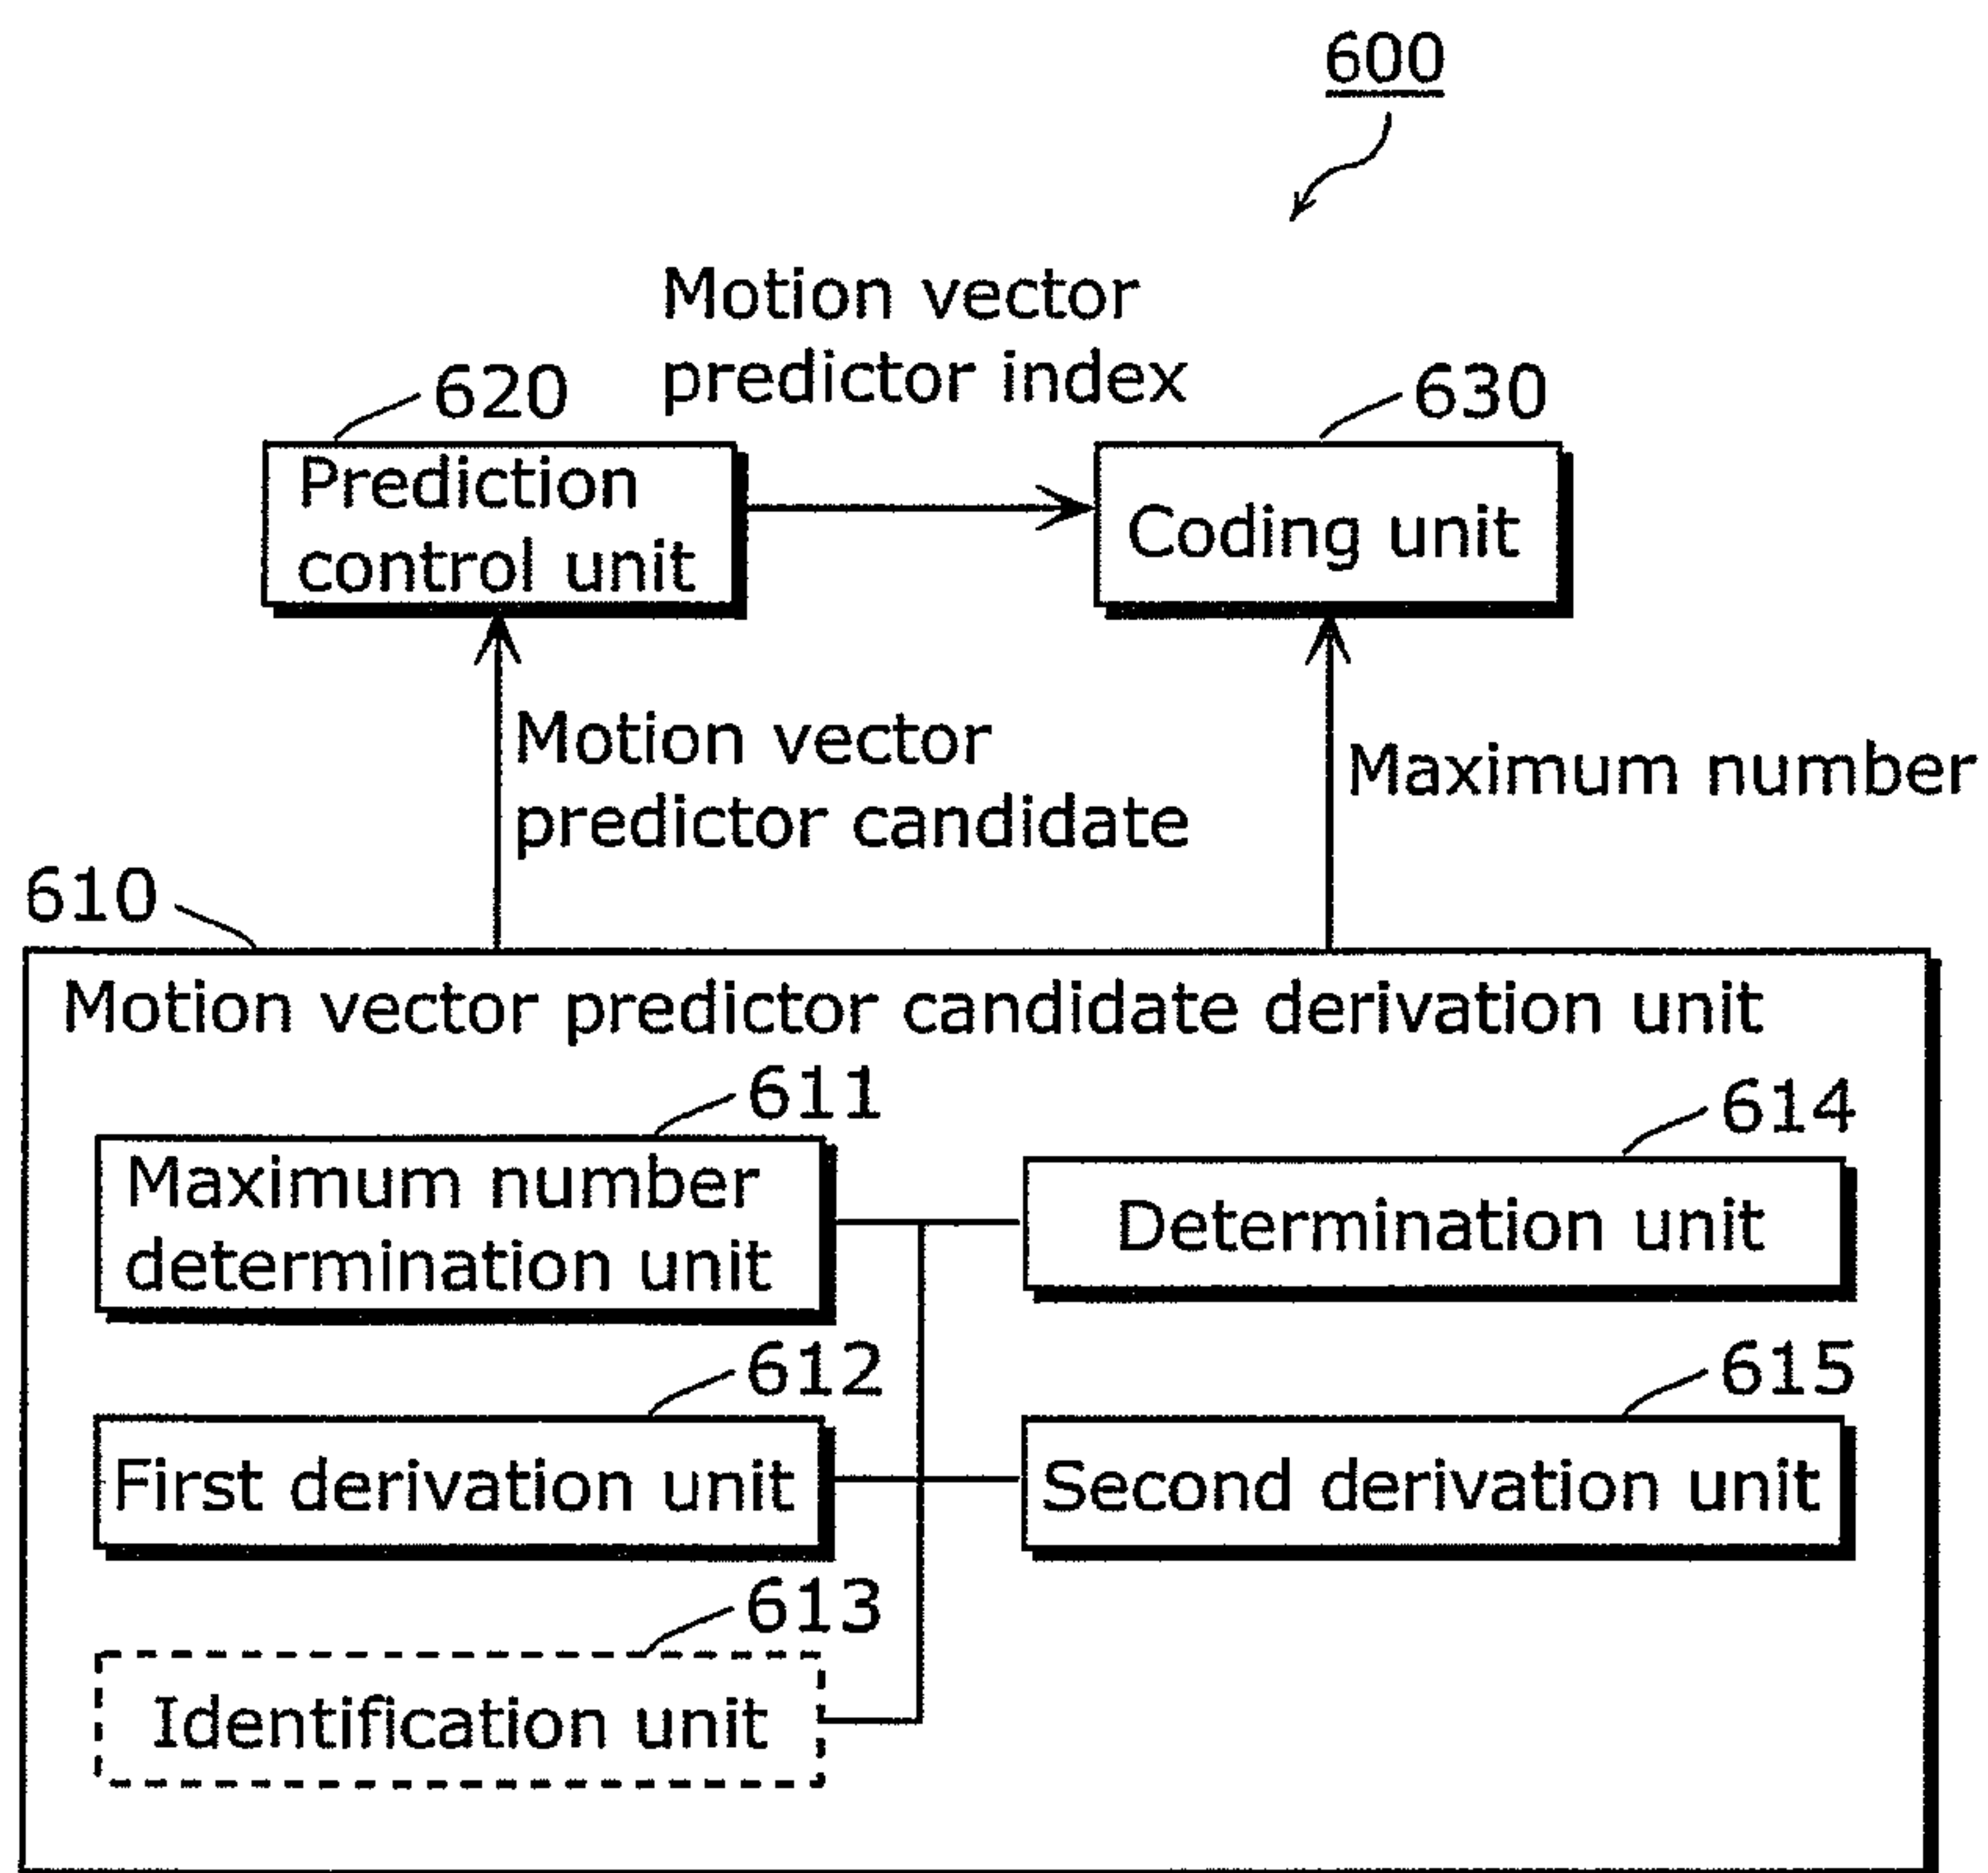 600
Motion vector
predictor index
620
630
Prediction
control unit
Coding unit
Motion vector
predictor candidate
Maximum number
610
Motion vector predictor candidate derivation unit
611
614
Maximum number
determination unit
Determination unit
612
615
First derivation unit
Second derivation unit
613
Identification unit